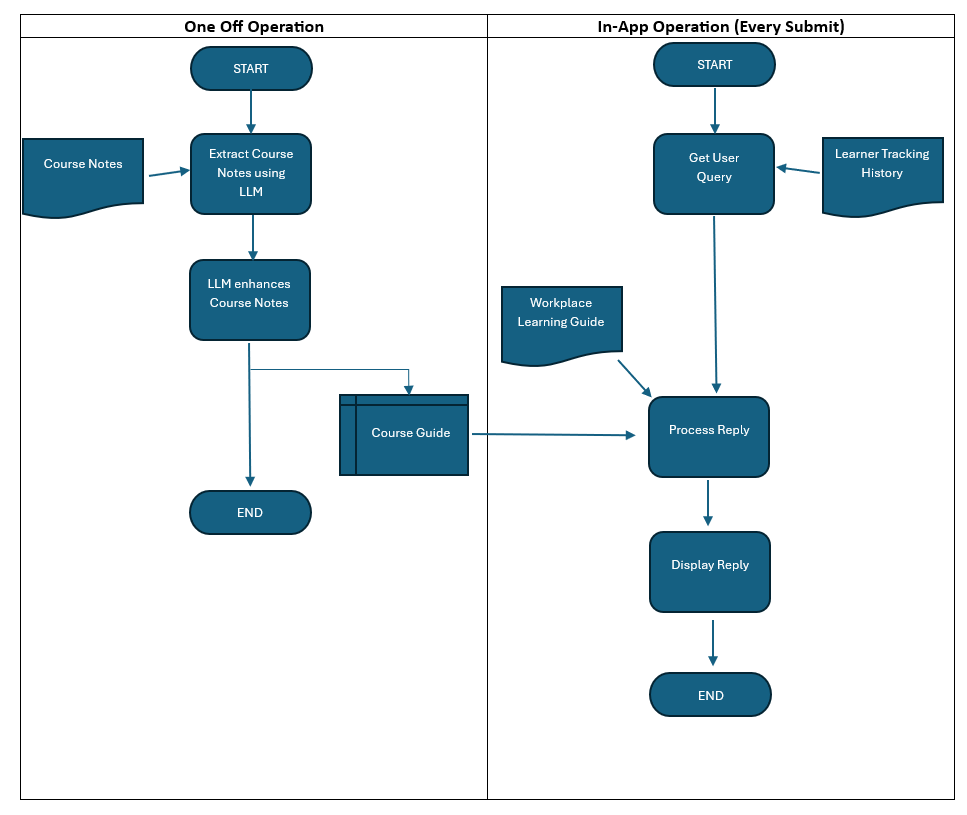 One Off Operation
In-App Operation (Every Submit)
START
START
Course Notes
Extract Course
Notes using
LLM
Get User
Query
Learner Tracking
History
LLM enhances
Course Notes
Workplace
Learning Guide
Course Guide
Process Reply
END
Display Reply
END